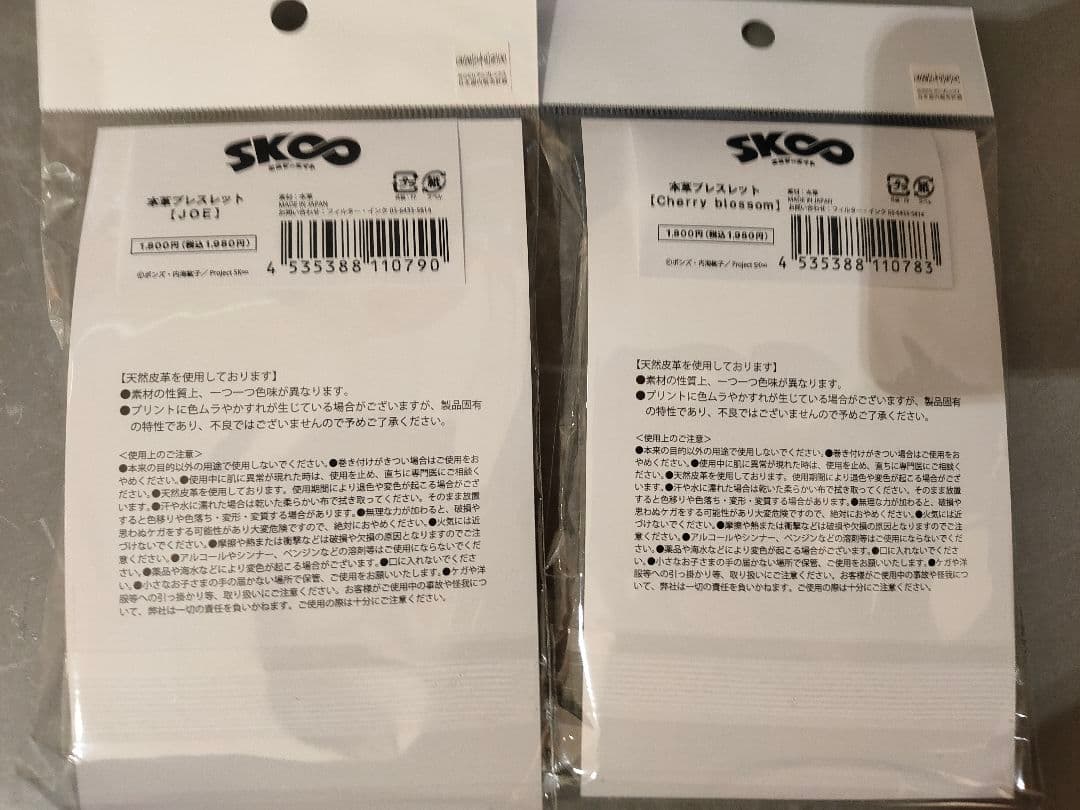 SK∞
本革ブレスレット
【JOE】
素材：本革
MADE IN JAPAN
お問い合わせ：フィルター・インク 03-6433-5814
1,800円(税込1,980円)
4 535388 110790
©ボンズ・内海紘子／Project SK∞
【天然皮革を使用しております】
●素材の性質上、一つ一つ色味が異なります。
●プリントに色ムラやかすれが生じている場合がございますが、製品固有
の特性であり、不良ではございませんので予めご了承ください。
＜使用上のご注意＞
●本来の目的以外の用途で使用しないでください。●巻き付けがきつい場合はご使用をお
やめください。●使用中に肌に異常が現れた時は、使用を止め、直ちに専門医にご相談く
ださい。●天然皮革を使用しております。使用期間により退色や変色が起こる場合がござ
います。●汗や水に濡れた場合は乾いた柔らかい布で拭き取ってください。そのまま放置
すると色移りや色落ち・変形・変質する場合があります。●無理な力が加わると、破損や
思わぬケガをする可能性があり大変危険ですので、絶対におやめください。●火気には近
づけないでください。●摩擦や熱または衝撃などは破損や欠損の原因となりますのでご注
意ください。●アルコールやシンナー、ベンジンなどの溶剤等はご使用にならないでくだ
さい。●薬品や海水などにより変色が起こる場合がございます。●口に入れないでくださ
い。●小さなお子さまの手の届かない場所で保管、ご使用をお願いいたします。●ケガや洋
服等への引っ掛かり等、取り扱いにご注意ください。お客様がご使用中の事故や怪我につ
いて、弊社は一切の責任を負いかねます。ご使用の際は十分にご注意ください。
SK∞
本革ブレスレット
【Cherry blossom】
素材：本革
MADE IN JAPAN
お問い合わせ：フィルター・インク 03-6433-5814
1,800円(税込1,980円)
4 535388 110783
©ボンズ・内海紘子／Project SK∞
【天然皮革を使用しております】
●素材の性質上、一つ一つ色味が異なります。
●プリントに色ムラやかすれが生じている場合がございますが、製品固有
の特性であり、不良ではございませんので予めご了承ください。
＜使用上のご注意＞
●本来の目的以外の用途で使用しないでください。●巻き付けがきつい場合はご使用をお
やめください。●使用中に肌に異常が現れた時は、使用を止め、直ちに専門医にご相談く
ださい。●天然皮革を使用しております。使用期間により退色や変色が起こる場合がござ
います。●汗や水に濡れた場合は乾いた柔らかい布で拭き取ってください。そのまま放置
すると色移りや色落ち・変形・変質する場合があります。●無理な力が加わると、破損や
思わぬケガをする可能性があり大変危険ですので、絶対におやめください。●火気には近
づけないでください。●摩擦や熱または衝撃などは破損や欠損の原因となりますのでご注
意ください。●アルコールやシンナー、ベンジンなどの溶剤等はご使用にならないでくだ
さい。●薬品や海水などにより変色が起こる場合がございます。●口に入れないでくださ
い。●小さなお子さまの手の届かない場所で保管、ご使用をお願いいたします。●ケガや洋
服等への引っ掛かり等、取り扱いにご注意ください。お客様がご使用中の事故や怪我につ
いて、弊社は一切の責任を負いかねます。ご使用の際は十分にご注意ください。